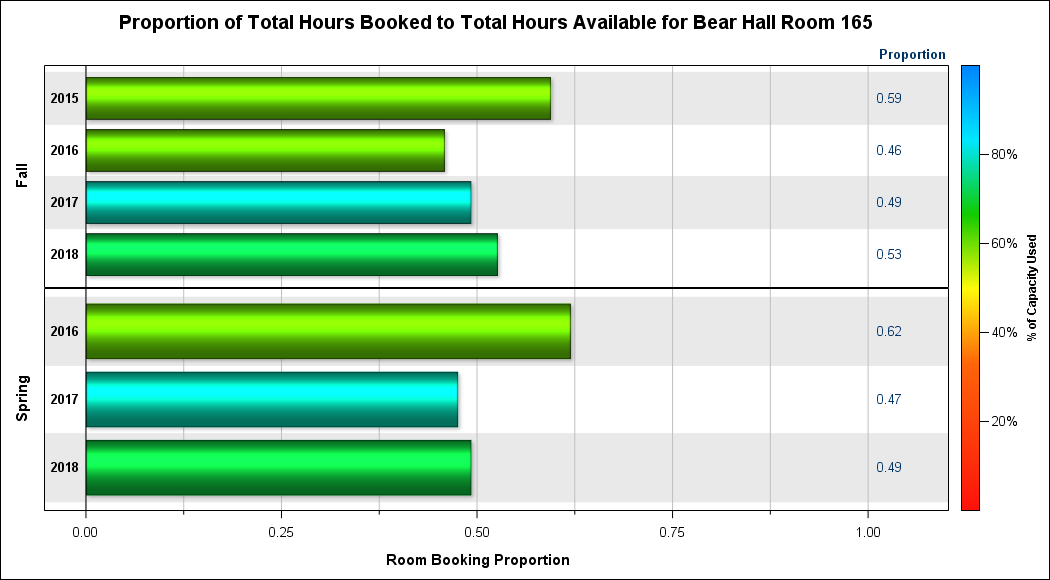 Proportion of Total Hours Booked to Total Hours Available for Bear Hall Room 165
Proportion
Fall
2015 0.59
2016 0.46
2017 0.49
2018 0.53
Spring
2016 0.62
2017 0.47
2018 0.49
0.00 0.25 0.50 0.75 1.00
Room Booking Proportion
80%
60%
40%
20%
% of Capacity Used